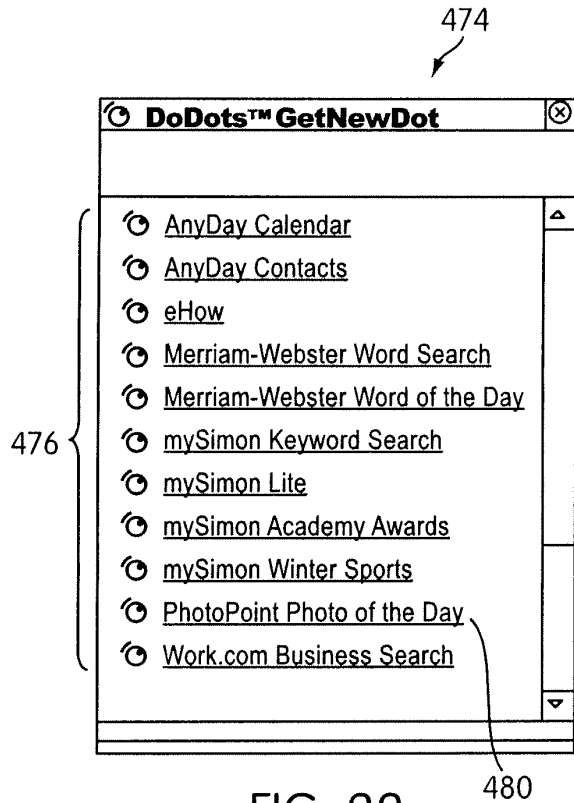 474
DoDots™ GetNewDot
AnyDay Calendar
AnyDay Contacts
eHow
Merriam-Webster Word Search
Merriam-Webster Word of the Day
476
mySimon Keyword Search
mySimon Lite
mySimon Academy Awards
mySimon Winter Sports
PhotoPoint Photo of the Day
Work.com Business Search
480